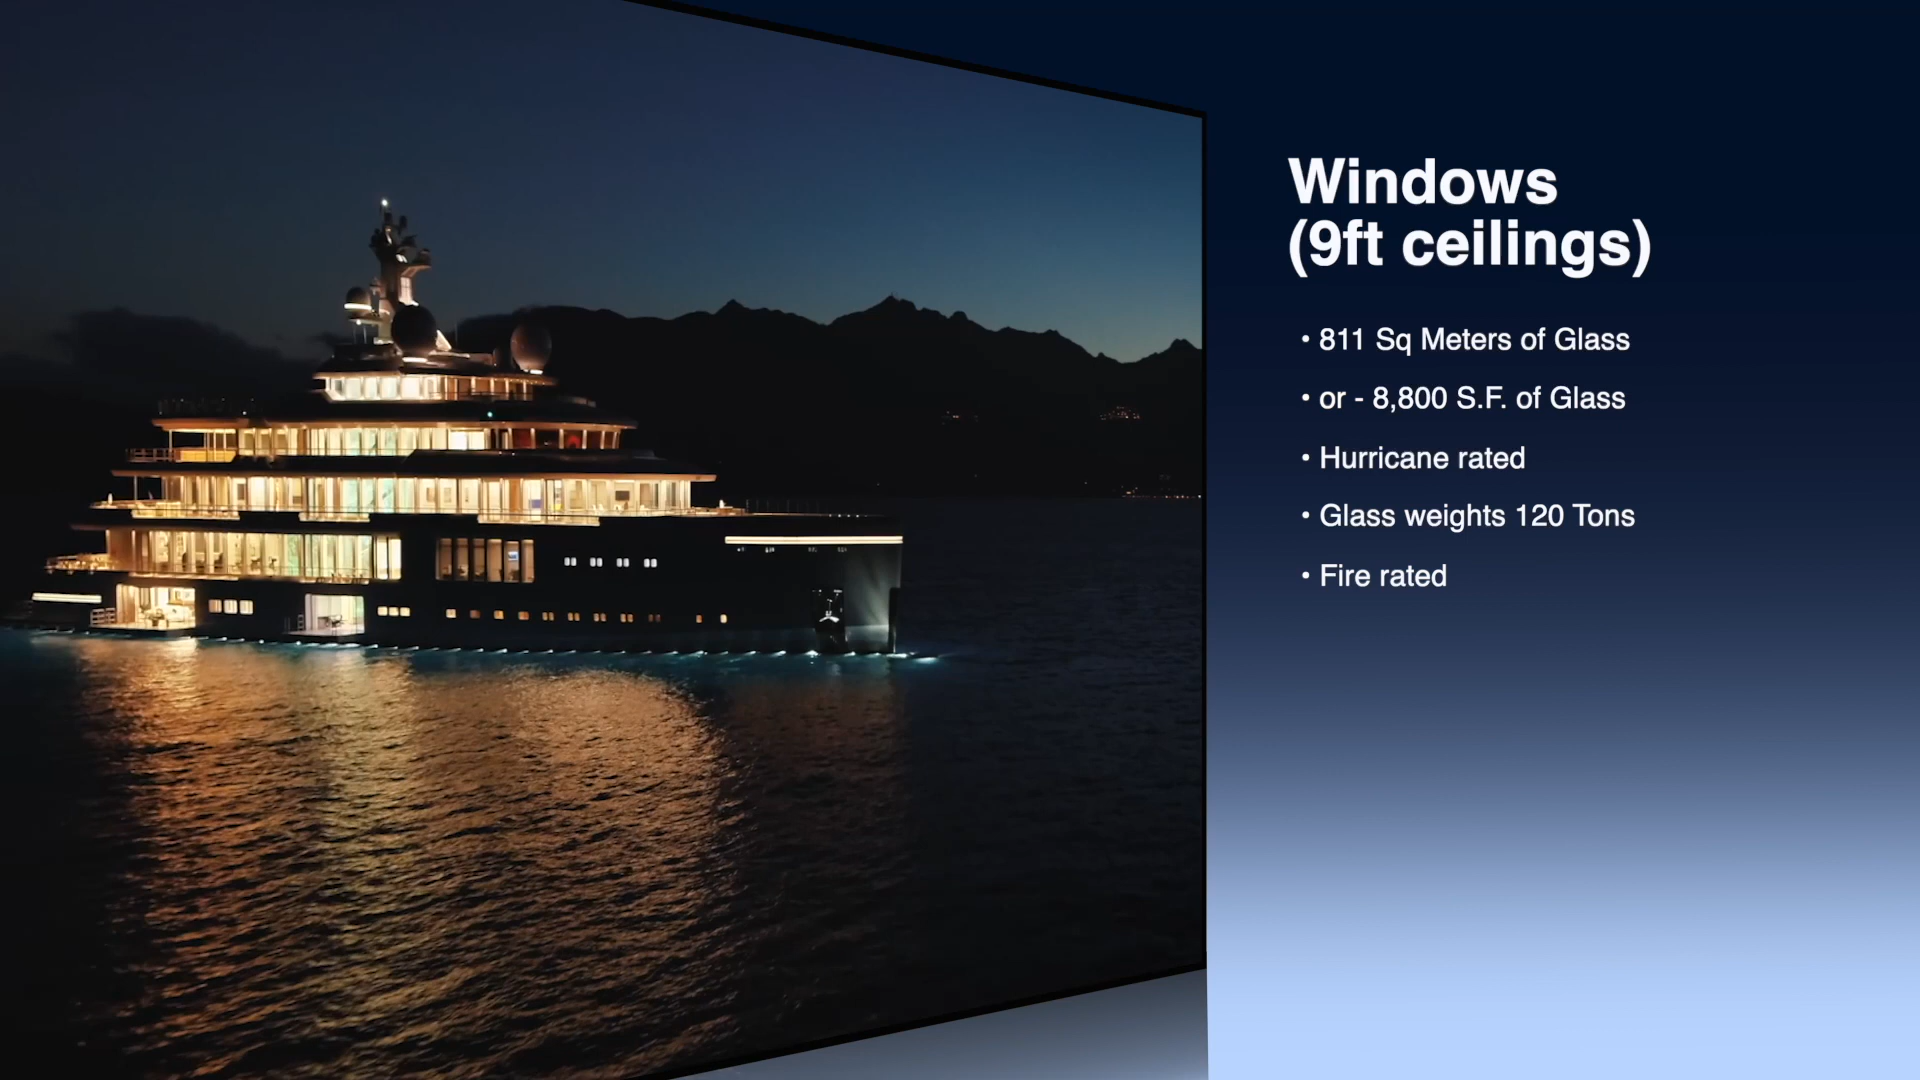 Windows
(9ft ceilings)
• 811 Sq Meters of Glass
• or - 8,800 S.F. of Glass
• Hurricane rated
• Glass weights 120 Tons
• Fire rated